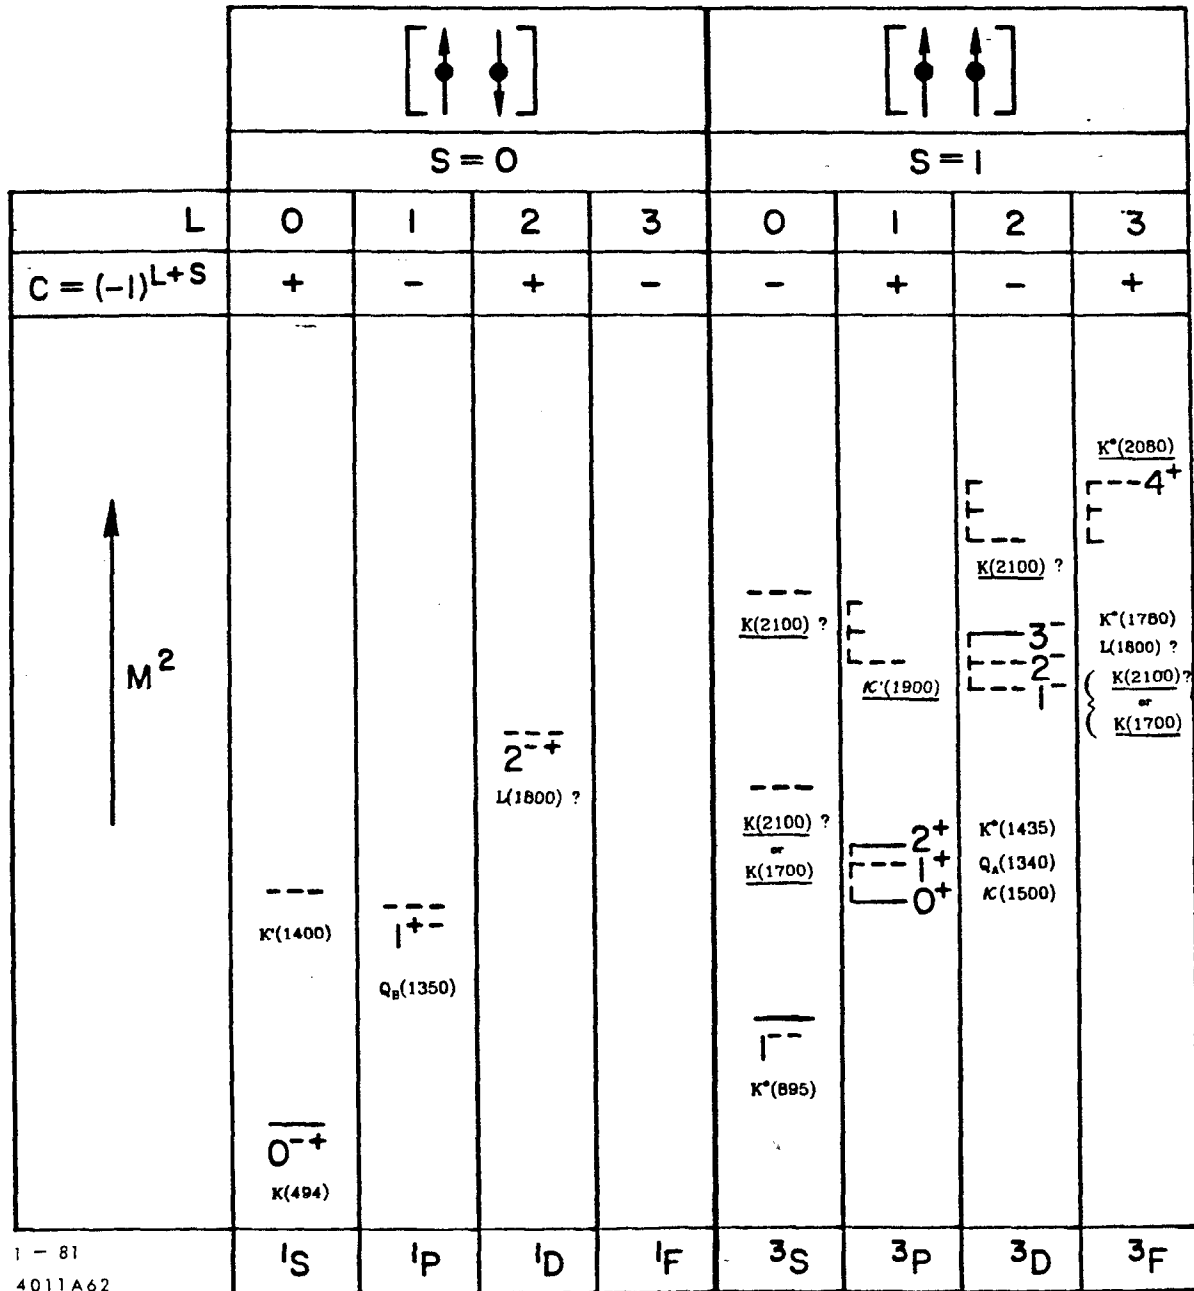 S = 0
S = 1
L 0 1 2 3 0 1 2 3
C = (-1)^{L+S} + - + - - + - +
M²
K*(2080)
4⁺
K(2100) ?
K(2100) ?
3⁻ K*(1780)
2⁻ L(1800) ?
1⁻ K(2100)?
or
K(1700)
κ'(1900)
2⁻⁺
L(1800) ?
K(2100) ?
or
K(1700)
2⁺ K*(1435)
1⁺ Q_A(1340)
0⁺ κ(1500)
K'(1400)
1⁺⁻
Q_B(1350)
1⁻⁻
K*(895)
0⁻⁺
K(494)
¹S ¹P ¹D ¹F ³S ³P ³D ³F
1 - 81
4011A62